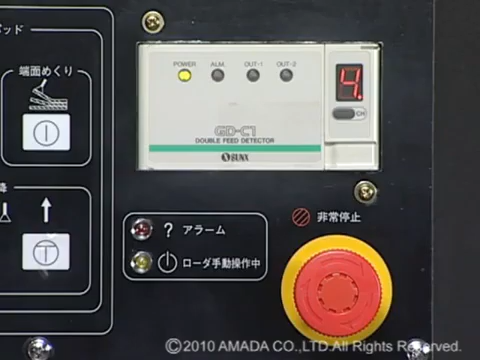 ッド
端面めくり
降
POWER ALM. OUT-1 OUT-2
4.
CH
GD-C1
DOUBLE FEED DETECTOR
SUNX
? アラーム
ローダ手動操作中
非常停止
©2010 AMADA CO.,LTD.All Rights Reserved.